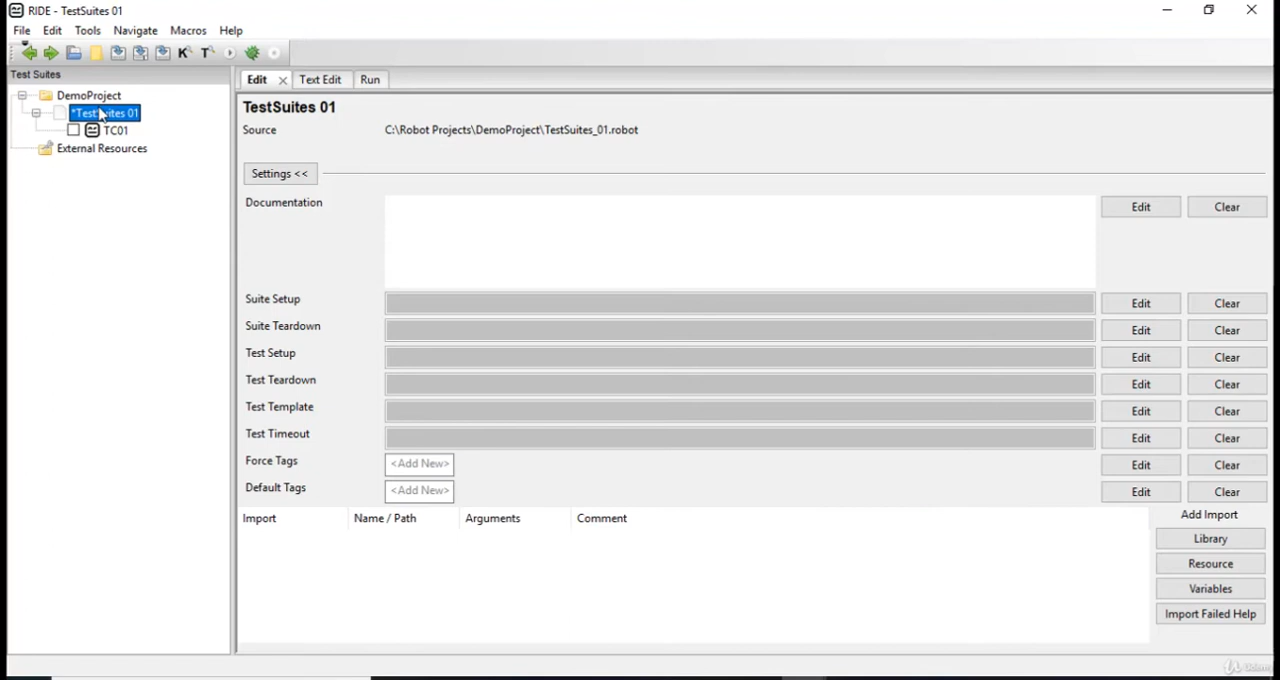 RIDE - TestSuites 01
File Edit Tools Navigate Macros Help
K T
Test Suites
DemoProject
*TestSuites 01
TC01
External Resources
Edit Text Edit Run
TestSuites 01
Source C:\Robot Projects\DemoProject\TestSuites_01.robot
Settings <<
Documentation Edit Clear
Suite Setup Edit Clear
Suite Teardown Edit Clear
Test Setup Edit Clear
Test Teardown Edit Clear
Test Template Edit Clear
Test Timeout Edit Clear
Force Tags <Add New> Edit Clear
Default Tags <Add New> Edit Clear
Import Name / Path Arguments Comment Add Import
Library
Resource
Variables
Import Failed Help
Udemy